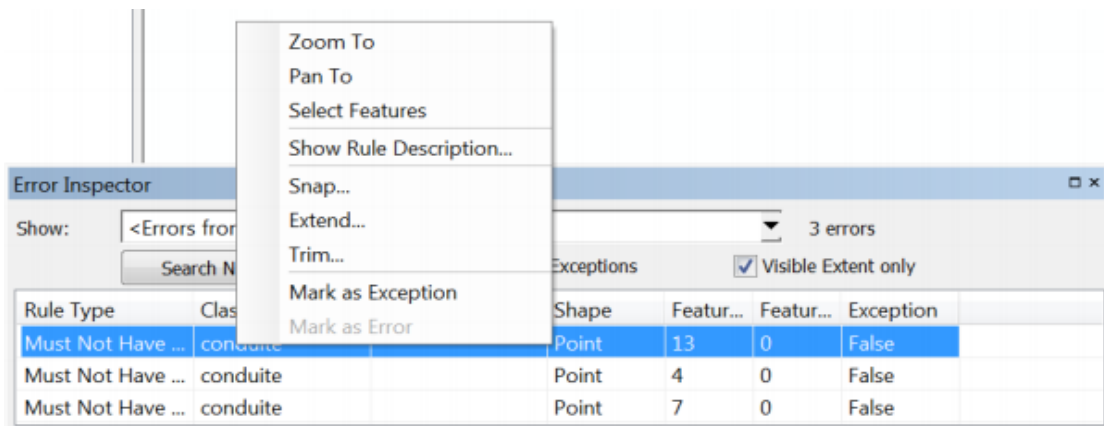 Zoom To
Pan To
Select Features
Show Rule Description...
Error Inspector
Snap...
Show: <Errors from Extend... 3 errors
Search N Trim... Exceptions Visible Extent only
Mark as Exception
Rule Type Clas Shape Featur... Featur... Exception
Mark as Error
Must Not Have ... conduite Point 13 0 False
Must Not Have ... conduite Point 4 0 False
Must Not Have ... conduite Point 7 0 False